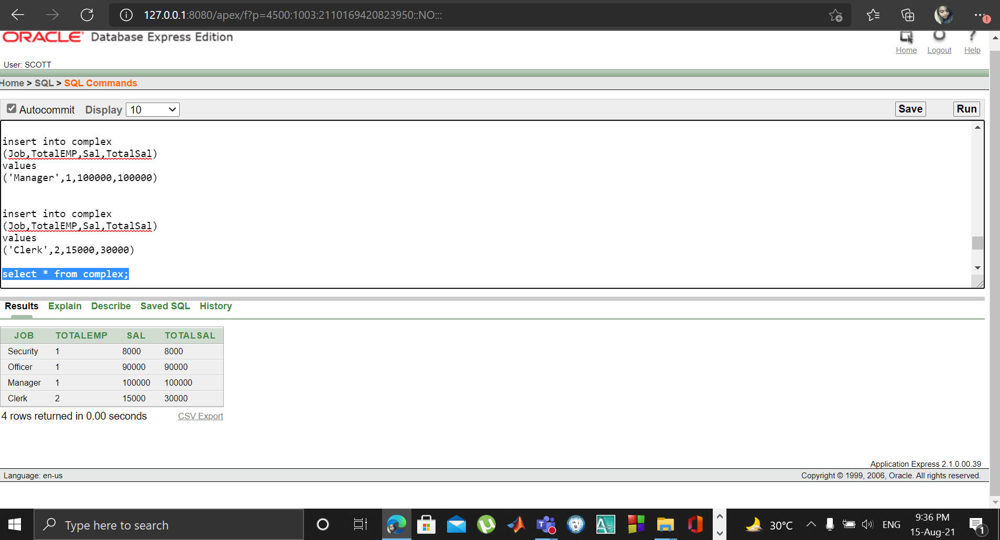 127.0.0.1:8080/apex/f?p=4500:1003:2110169420823950::NO:::
ORACLE Database Express Edition
Home Logout Help
User: SCOTT
Home > SQL > SQL Commands
Autocommit Display 10 Save Run
insert into complex
(Job,TotalEMP,Sal,TotalSal)
values
('Manager',1,100000,100000)
insert into complex
(Job,TotalEMP,Sal,TotalSal)
values
('Clerk',2,15000,30000)
select * from complex;
Results Explain Describe Saved SQL History
JOB TOTALEMP SAL TOTALSAL
Security 1 8000 8000
Officer 1 90000 90000
Manager 1 100000 100000
Clerk 2 15000 30000
4 rows returned in 0.00 seconds CSV Export
Application Express 2.1.0.00.39
Language: en-us Copyright © 1999, 2006, Oracle. All rights reserved.
Type here to search 30°C ENG 9:36 PM
15-Aug-21 1